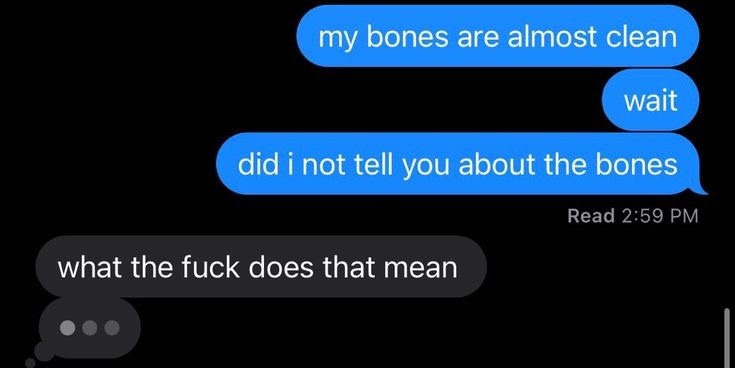 my bones are almost clean
wait
did i not tell you about the bones
Read 2:59 PM
what the fuck does that mean